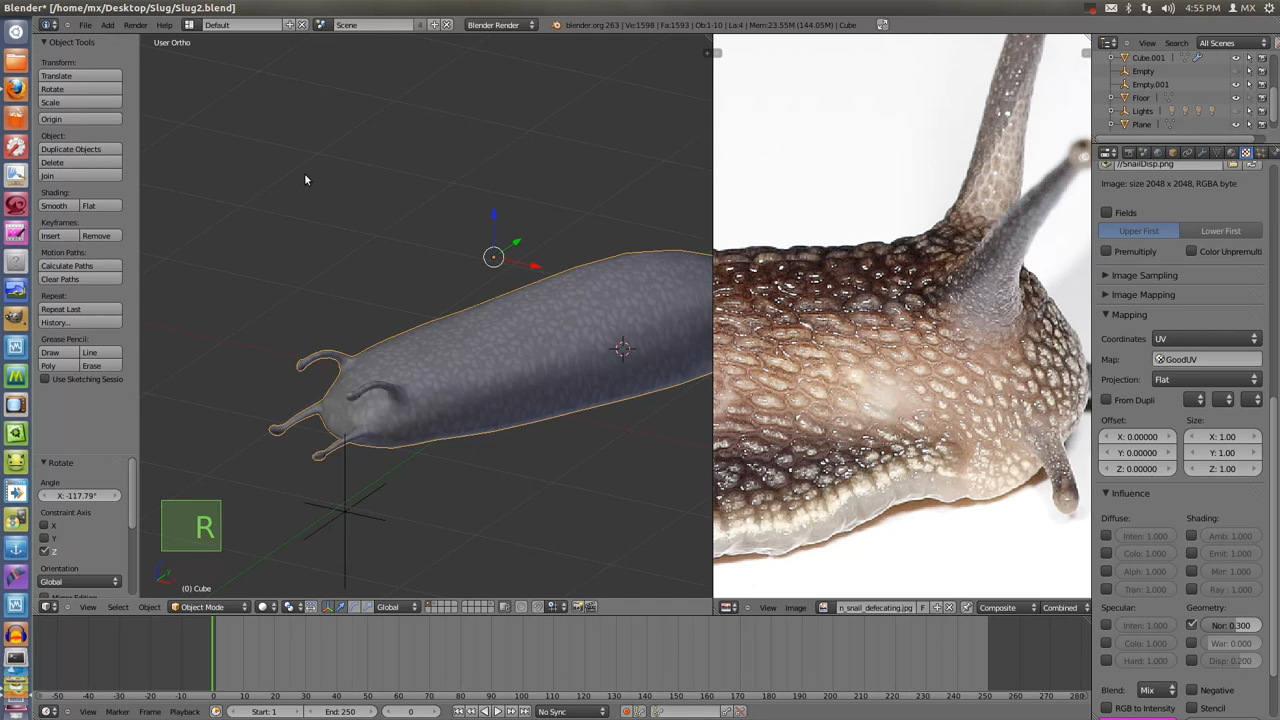 Blender* [/home/mx/Desktop/Slug/Slug2.blend]
4:55 PM MX
File Add Render Help Default Scene 4 Blender Render blender.org 263 | Ve:1598 | Fa:1593 | Ob:1-10 | La:4 | Mem:23.55M (144.05M) | Cube
Object Tools
Transform:
Translate
Rotate
Scale
Origin
Object:
Duplicate Objects
Delete
Join
Shading:
Smooth Flat
Keyframes:
Insert Remove
Motion Paths:
Calculate Paths
Clear Paths
Repeat:
Repeat Last
History...
Grease Pencil:
Draw Line
Poly Erase
Use Sketching Sessio
Rotate
Angle
X: -117.79°
Constraint Axis
X
Y
Z
Orientation
Global
User Ortho
R
(0) Cube
View Select Object Object Mode Global
View Image n_snail_defecating.jpg F Composite Combined
View Search All Scenes
Cube.001
Empty
Empty.001
Floor
Lights
Plane
//SnailDisp.png
Image: size 2048 x 2048, RGBA byte
Fields
Upper First Lower First
Premultiply Color Unpremulti
Image Sampling
Image Mapping
Mapping
Coordinates UV
Map: GoodUV
Projection: Flat
From Dupli
Offset: Size:
X: 0.00000 X: 1.00
Y: 0.00000 Y: 1.00
Z: 0.00000 Z: 1.00
Influence
Diffuse: Shading:
Inten: 1.000 Amb: 1.000
Colo: 1.000 Emit: 1.000
Alph: 1.000 Mirr: 1.000
Tran: 1.000 Ray : 1.000
Specular: Geometry:
Inten: 1.000 Nor: 0.300
Colo: 1.000 War: 0.000
Hard: 1.000 Disp: 0.200
Blend: Mix Negative
RGB to Intensity Stencil
-50 -40 -30 -20 -10 0 10 20 30 40 50 60 70 80 90 100 110 120 130 140 150 160 170 180 190 200 210 220 230 240 250 260 270 280
View Marker Frame Playback Start: 1 End: 250 0 No Sync